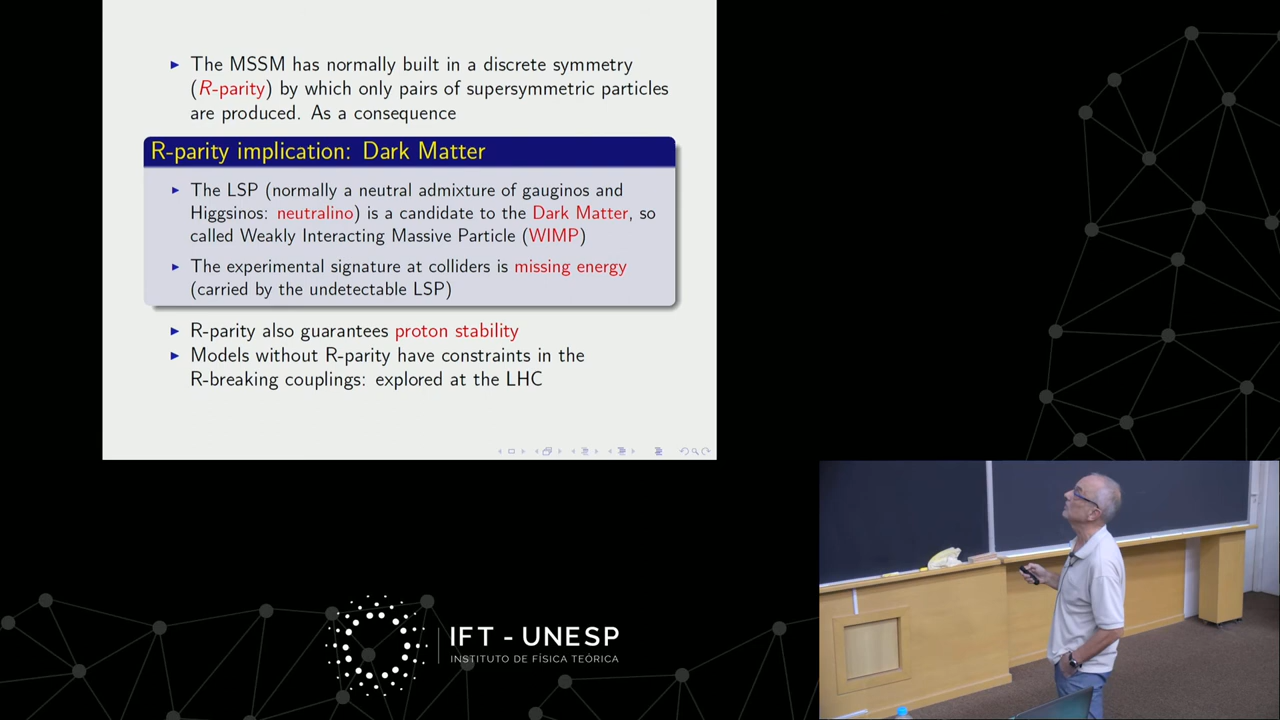 The MSSM has normally built in a discrete symmetry
(R-parity) by which only pairs of supersymmetric particles
are produced. As a consequence
R-parity implication: Dark Matter
The LSP (normally a neutral admixture of gauginos and
Higgsinos: neutralino) is a candidate to the Dark Matter, so
called Weakly Interacting Massive Particle (WIMP)
The experimental signature at colliders is missing energy
(carried by the undetectable LSP)
R-parity also guarantees proton stability
Models without R-parity have constraints in the
R-breaking couplings: explored at the LHC
IFT - UNESP
INSTITUTO DE FÍSICA TEÓRICA